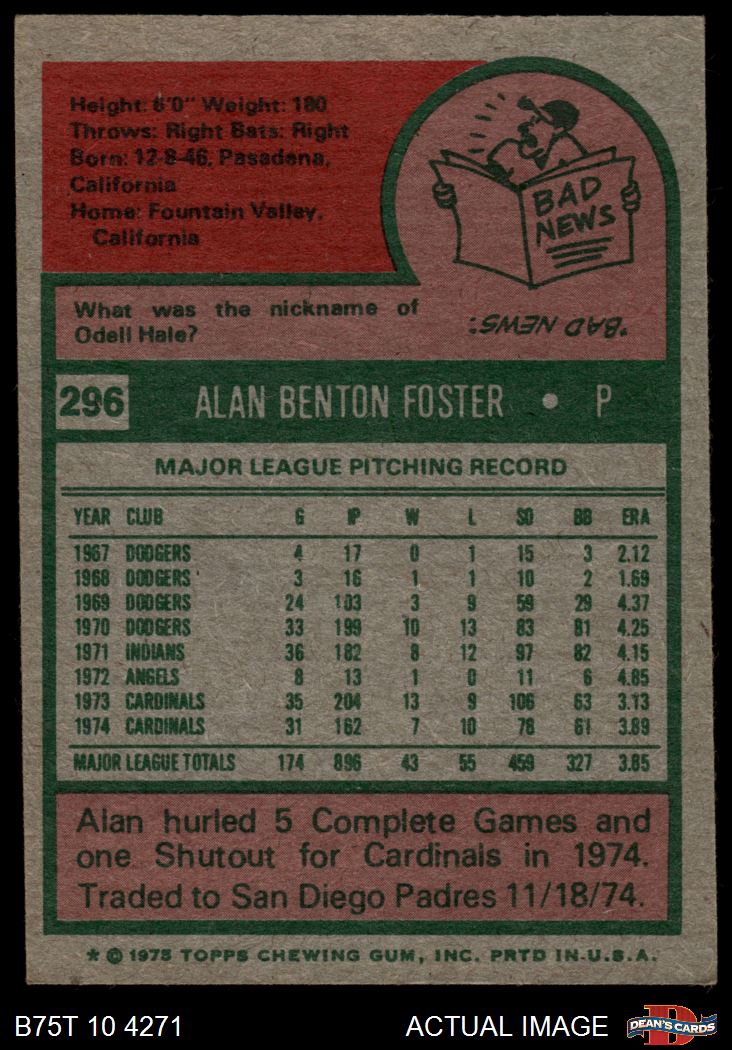 Height: 6'0" Weight: 180
Throws: Right Bats: Right
Born: 12-8-46, Pasadena,
California
Home: Fountain Valley,
California
BAD
NEWS
What was the nickname of
Odell Hale?
"BAD NEWS:
296 ALAN BENTON FOSTER • P
MAJOR LEAGUE PITCHING RECORD
YEAR CLUB G IP W L SO BB ERA
1967 DODGERS 4 17 0 1 15 3 2.12
1968 DODGERS 3 16 1 1 10 2 1.69
1969 DODGERS 24 103 3 9 59 29 4.37
1970 DODGERS 33 199 10 13 83 81 4.25
1971 INDIANS 36 182 8 12 97 82 4.15
1972 ANGELS 8 13 1 0 11 6 4.85
1973 CARDINALS 35 204 13 9 106 63 3.13
1974 CARDINALS 31 162 7 10 78 61 3.89
MAJOR LEAGUE TOTALS 174 896 43 55 459 327 3.85
Alan hurled 5 Complete Games and
one Shutout for Cardinals in 1974.
Traded to San Diego Padres 11/18/74.
* © 1975 TOPPS CHEWING GUM, INC. PRTD IN U.S.A.
B75T 10 4271 ACTUAL IMAGE DEAN'S CARDS